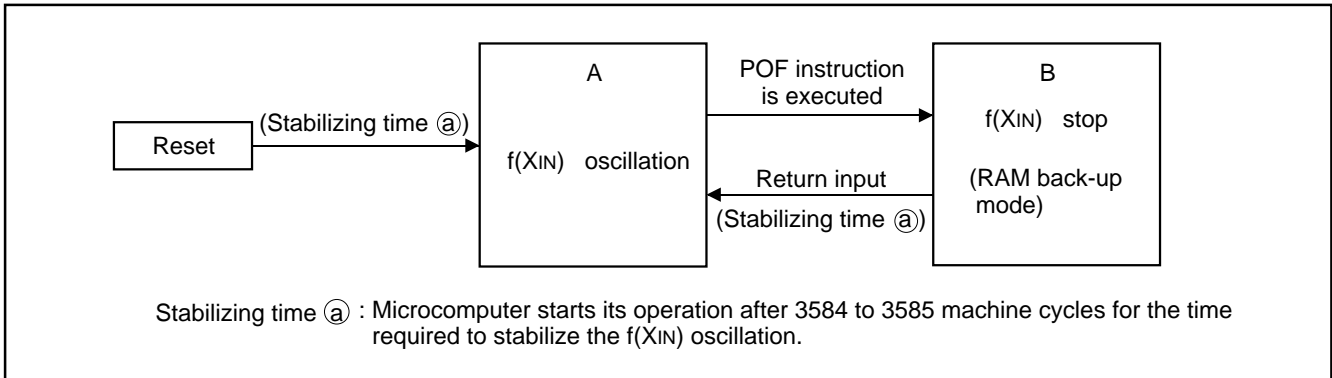 Reset
(Stabilizing time ⓐ)
A
f(XIN) oscillation
POF instruction
is executed
Return input
(Stabilizing time ⓐ)
B
f(XIN) stop
(RAM back-up
mode)
Stabilizing time ⓐ : Microcomputer starts its operation after 3584 to 3585 machine cycles for the time
required to stabilize the f(XIN) oscillation.